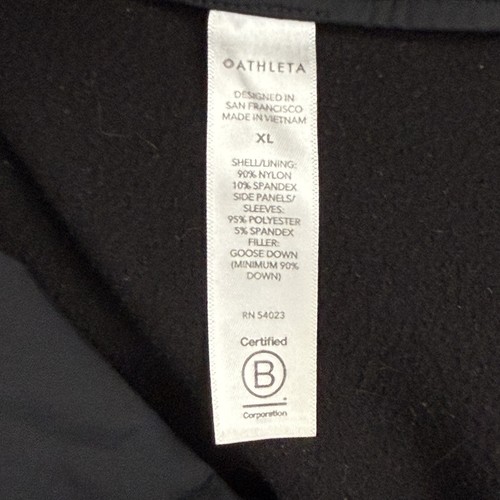 ATHLETA
DESIGNED IN
SAN FRANCISCO
MADE IN VIETNAM
XL
SHELL/LINING:
90% NYLON
10% SPANDEX
SIDE PANELS/
SLEEVES:
95% POLYESTER
5% SPANDEX
FILLER:
GOOSE DOWN
(MINIMUM 90%
DOWN)
RN 54023
Certified
B
Corporation